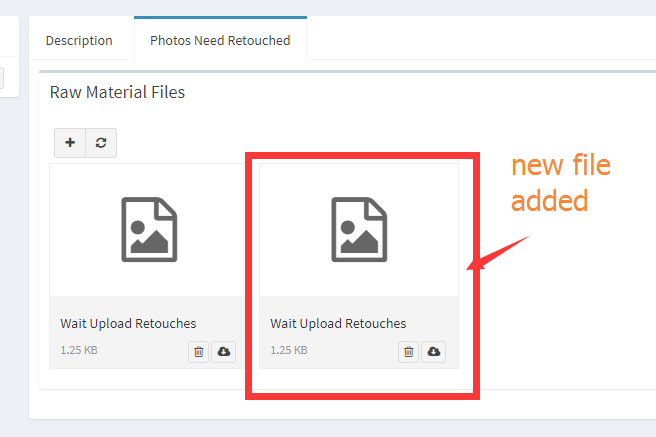 Description
Photos Need Retouched
Raw Material Files
Wait Upload Retouches
1.25 KB
Wait Upload Retouches
1.25 KB
new file
added